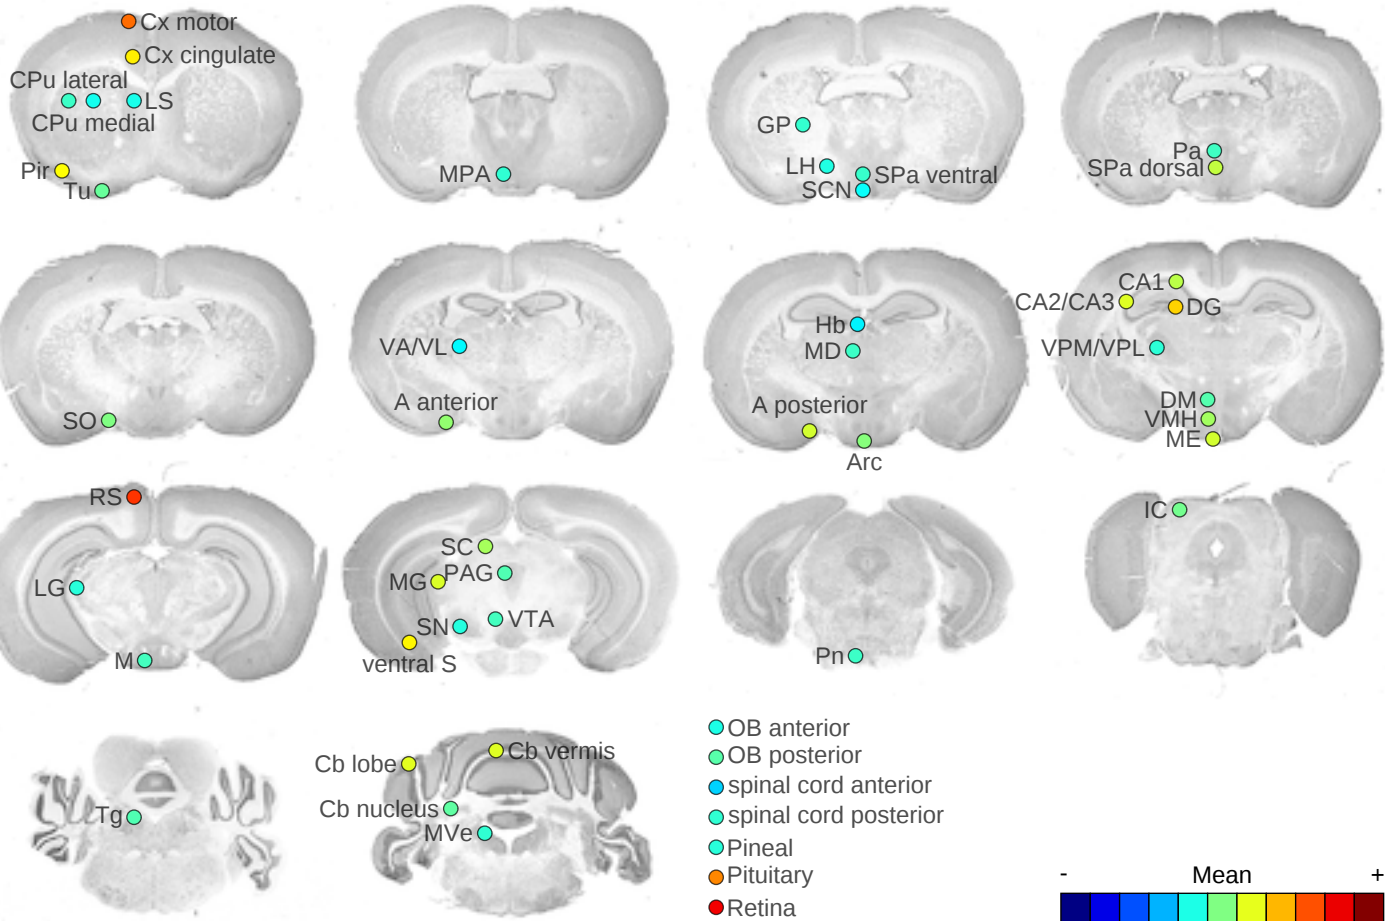 Cx motor
Cx cingulate
CPu lateral
LS
CPu medial
Pir
Tu
MPA
GP
LH
SPa ventral
SCN
Pa
SPa dorsal
SO
VA/VL
A anterior
Hb
MD
A posterior
Arc
CA1
CA2/CA3
DG
VPM/VPL
DM
VMH
ME
RS
LG
M
SC
MG
PAG
SN
VTA
ventral S
Pn
IC
Tg
Cb lobe
Cb vermis
Cb nucleus
MVe
OB anterior
OB posterior
spinal cord anterior
spinal cord posterior
Pineal
Pituitary
Retina
- Mean +